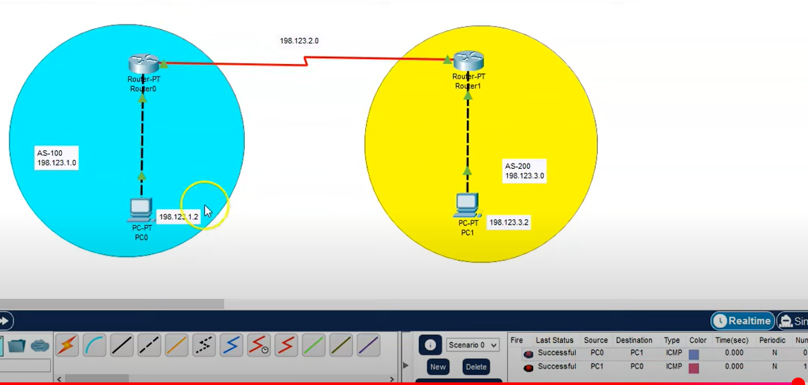 198.123.2.0
Router-PT
Router0
Router-PT
Router1
AS-100
198.123.1.0
AS-200
198.123.3.0
198.123.1.2
PC-PT
PC0
198.123.3.2
PC-PT
PC1
Realtime
Scenario 0
New
Delete
Fire Last Status Source Destination Type Color Time(sec) Periodic
Successful PC0 PC1 ICMP 0.000 N
Successful PC1 PC0 ICMP 0.000 N